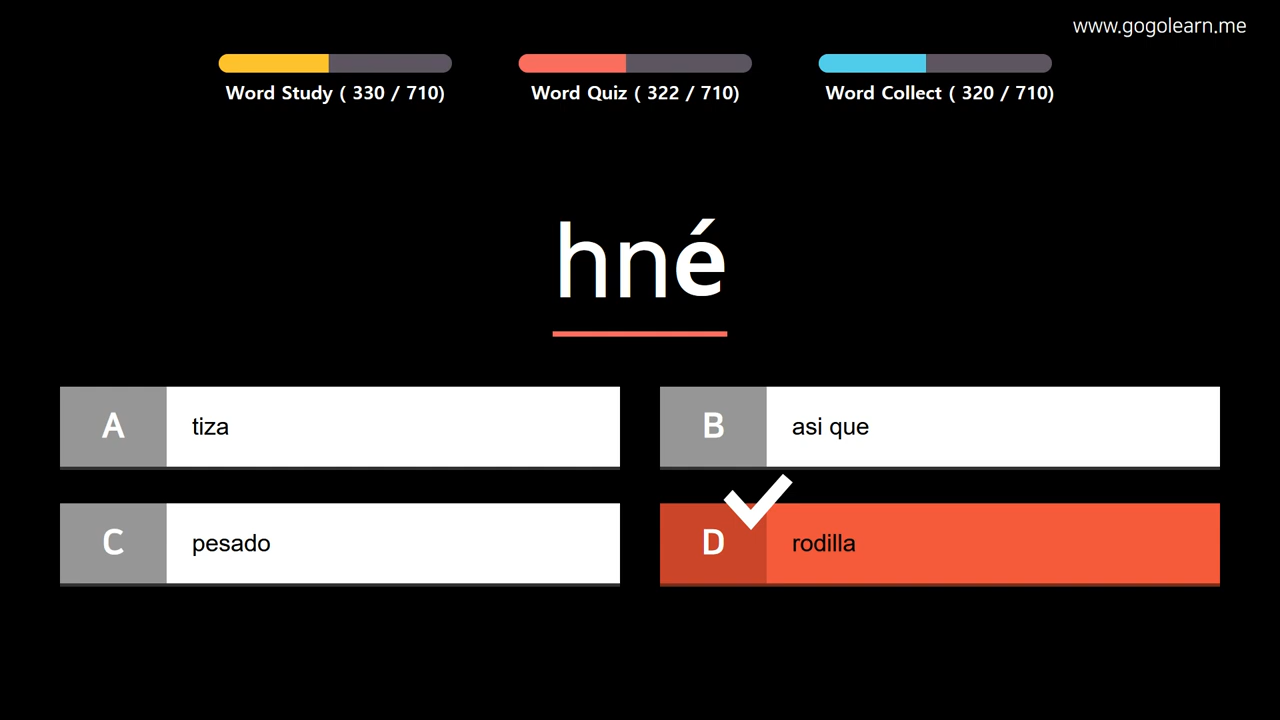 www.gogolearn.me
Word Study ( 330 / 710)
Word Quiz ( 322 / 710)
Word Collect ( 320 / 710)
hné
A tiza
B asi que
C pesado
D rodilla